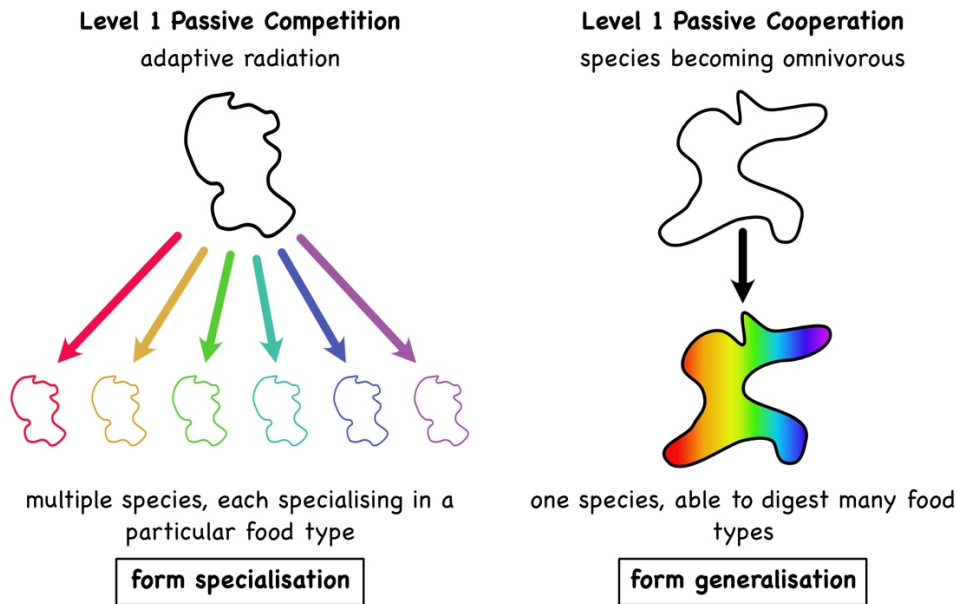 Level 1 Passive Competition
adaptive radiation
multiple species, each specialising in a
particular food type
form specialisation
Level 1 Passive Cooperation
species becoming omnivorous
one species, able to digest many food
types
form generalisation